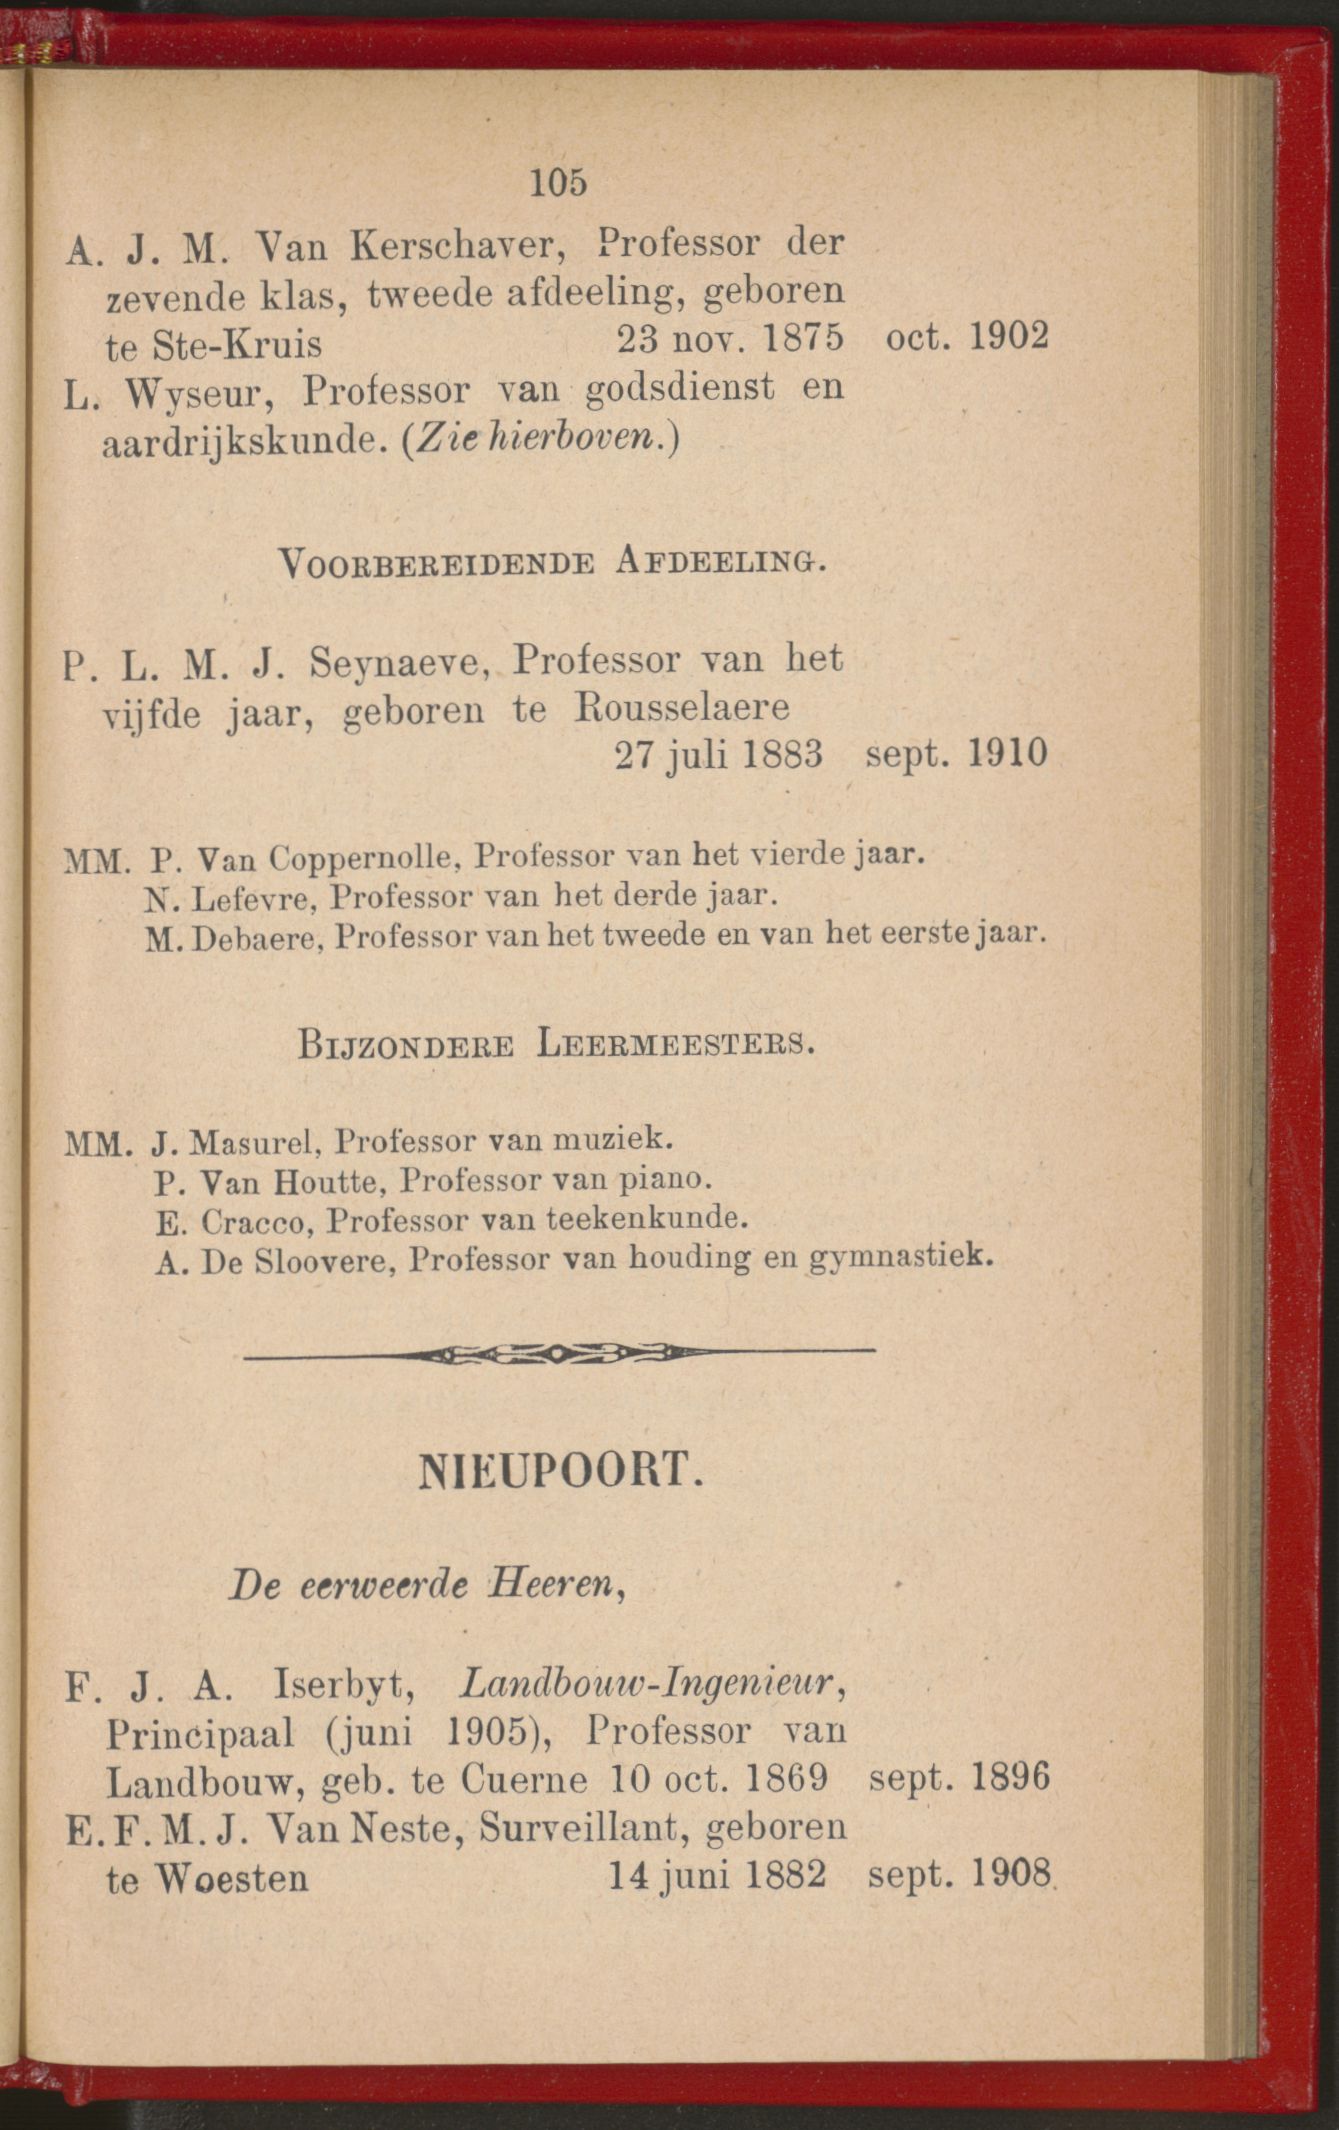 105
A. J. M. Van Kerschaver, Professor der
zevende klas, tweede afdeeling, geboren
te Ste-Kruis 23 nov. 1875 oct. 1902
L. Wyseur, Professor van godsdienst en
aardrijkskunde. (Zie hierboven.)
VOORBEREIDENDE AFDEELING.
P. L. M. J. Seynaeve, Professor van het
vijfde jaar, geboren te Rousselaere
27 juli 1883 sept. 1910
MM. P. Van Coppernolle, Professor van het vierde jaar.
N. Lefevre, Professor van het derde jaar.
M. Debaere, Professor van het tweede en van het eerste jaar.
BIJZONDERE LEERMEESTERS.
MM. J. Masurel, Professor van muziek.
P. Van Houtte, Professor van piano.
E. Cracco, Professor van teekenkunde.
A. De Sloovere, Professor van houding en gymnastiek.
NIEUPOORT.
De eerweerde Heeren,
F. J. A. Iserbyt, Landbouw-Ingenieur,
Principaal (juni 1905), Professor van
Landbouw, geb. te Cuerne 10 oct. 1869 sept. 1896
E. F. M. J. Van Neste, Surveillant, geboren
te Woesten 14 juni 1882 sept. 1908.